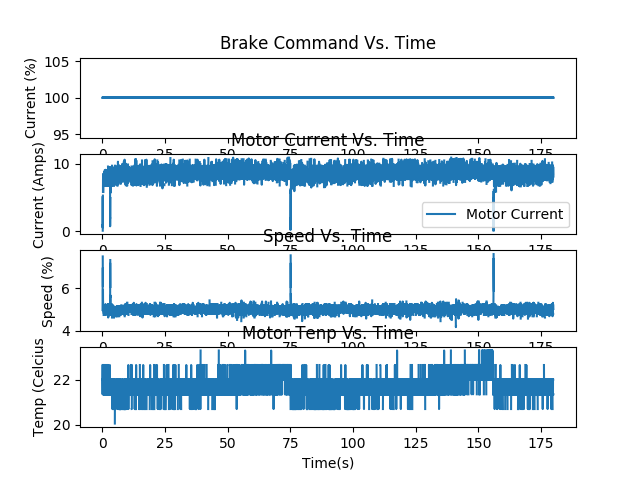 Brake Command Vs. Time
Current (%)
105
100
95
0 25 50 75 100 125 150 175
Motor Current Vs. Time
Current (Amps)
10
0
Motor Current
0 25 50 75 100 125 150 175
Speed Vs. Time
Speed (%)
6
4
0 25 50 75 100 125 150 175
Motor Tenp Vs. Time
Temp (Celcius
22
20
0 25 50 75 100 125 150 175
Time(s)